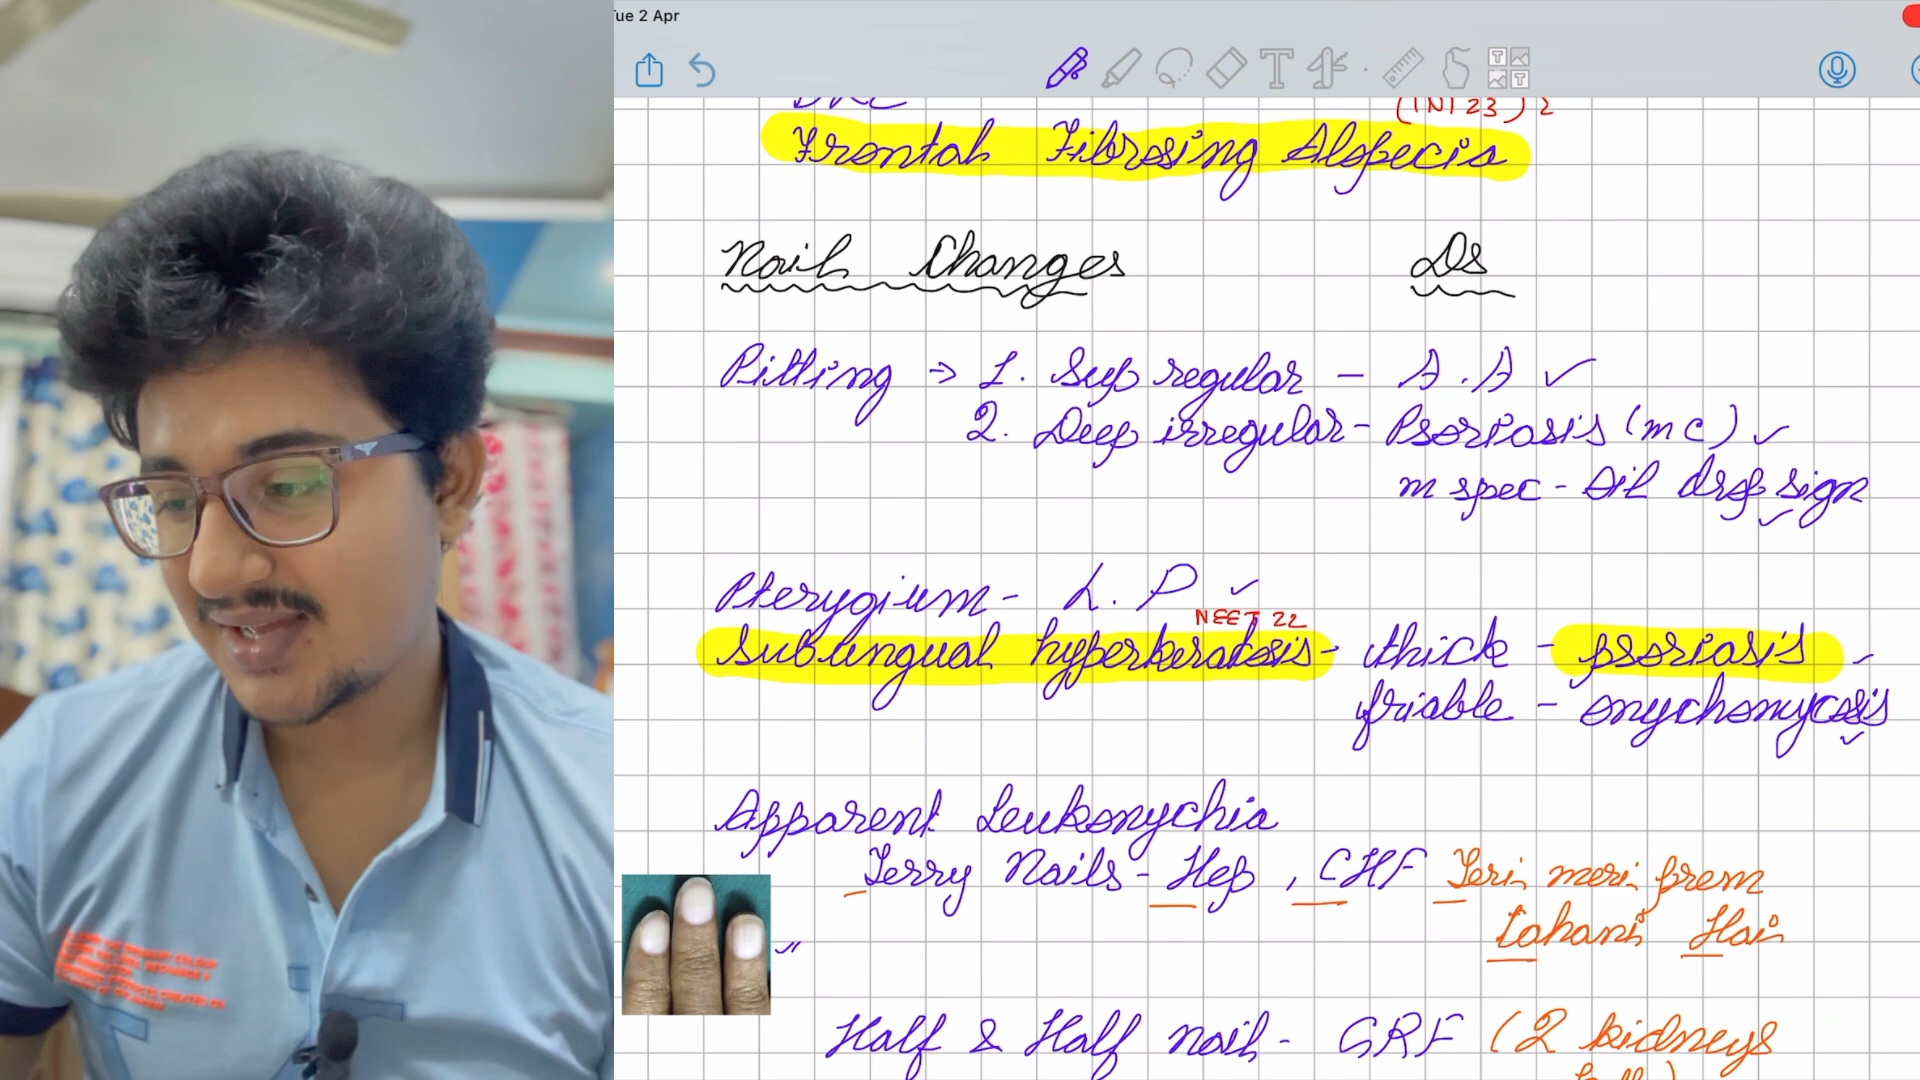 Tue 2 Apr
(INI 23) 2
Frontal Fibrosing Alopecia
Nail Changes Ds
Pitting → 1. Sup regular - A.A ✓
2. Deep irregular - Psoriasis (mc) ✓
m spec - Oil drop sign
Pterygium - L.P ✓
NEET 22
Sublingual hyperkeratosis - thick - psoriasis
friable - onychomycosis
Apparent Leukonychia
Terry Nails - Hep, CHF Teri meri prem
kahani Hai
Half & Half nail - CRF (2 kidneys